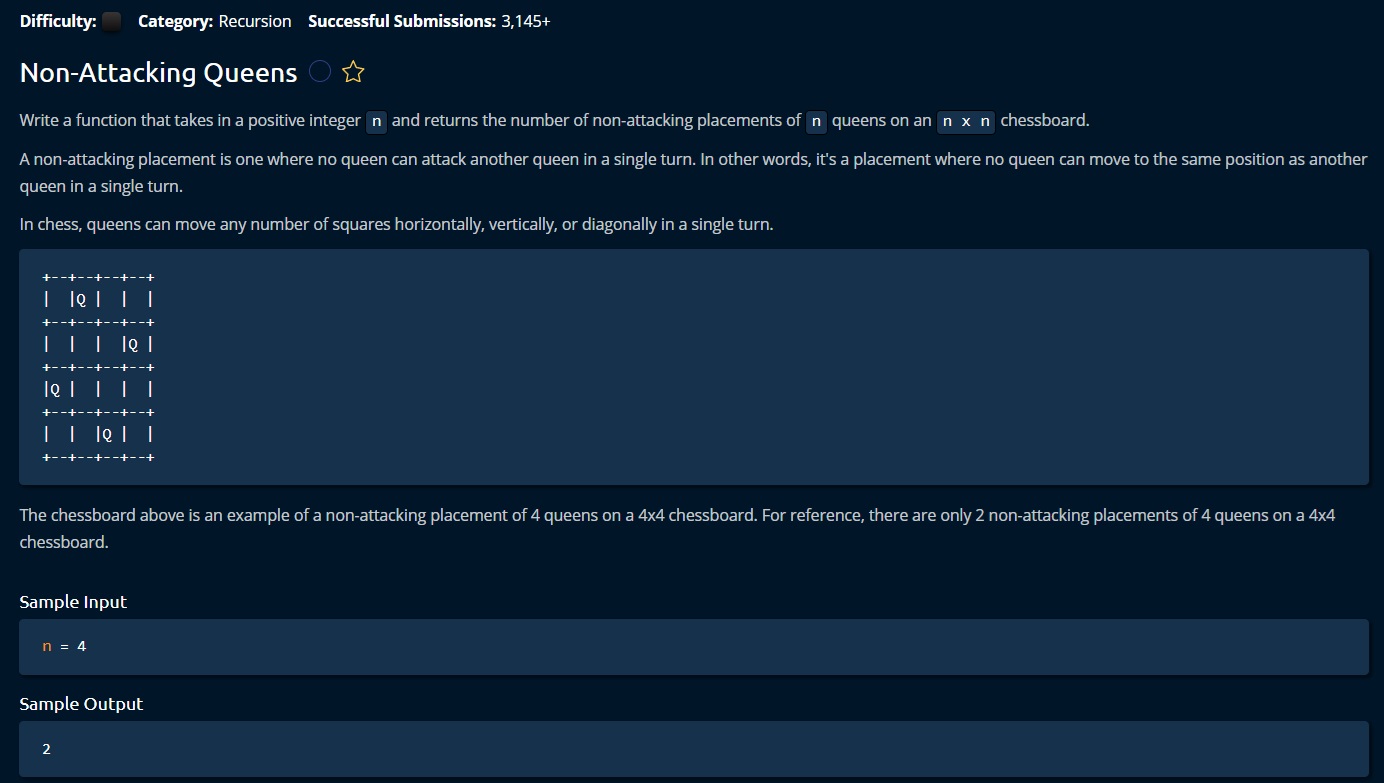 Difficulty: Category: Recursion Successful Submissions: 3,145+
Non-Attacking Queens
Write a function that takes in a positive integer n and returns the number of non-attacking placements of n queens on an n x n chessboard.
A non-attacking placement is one where no queen can attack another queen in a single turn. In other words, it's a placement where no queen can move to the same position as another
queen in a single turn.
In chess, queens can move any number of squares horizontally, vertically, or diagonally in a single turn.
+--+--+--+--+
|  |Q |  |  |
+--+--+--+--+
|  |  |  |Q |
+--+--+--+--+
|Q |  |  |  |
+--+--+--+--+
|  |  |Q |  |
+--+--+--+--+
The chessboard above is an example of a non-attacking placement of 4 queens on a 4x4 chessboard. For reference, there are only 2 non-attacking placements of 4 queens on a 4x4
chessboard.
Sample Input
n = 4
Sample Output
2